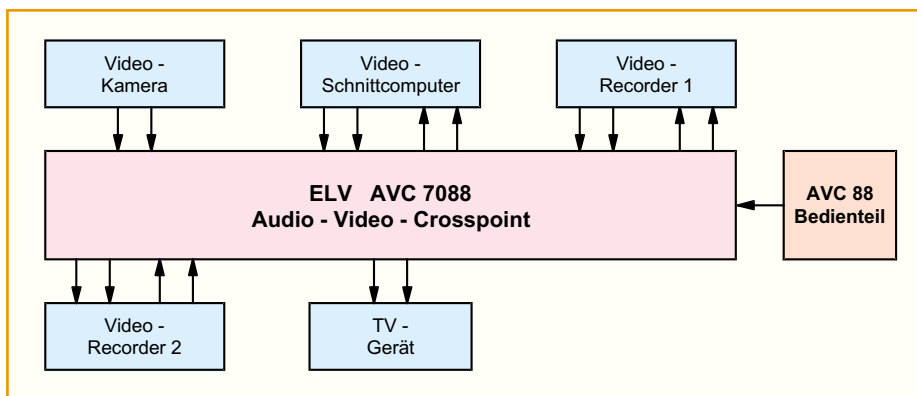 Video -
Kamera
Video -
Schnittcomputer
Video -
Recorder 1
ELV AVC 7088
Audio - Video - Crosspoint
AVC 88
Bedienteil
Video -
Recorder 2
TV -
Gerät